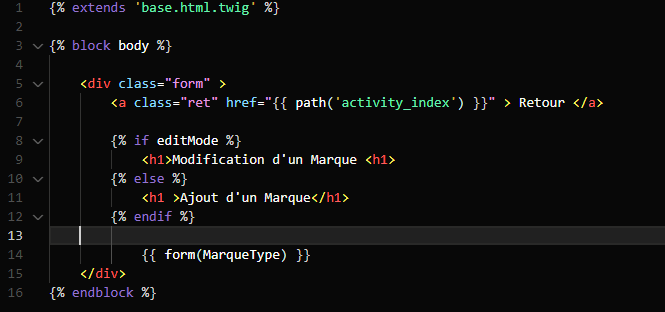 1 {% extends 'base.html.twig' %}
2
3 {% block body %}
4
5 <div class="form" >
6 <a class="ret" href="{{ path('activity_index') }}" > Retour </a>
7
8 {% if editMode %}
9 <h1>Modification d'un Marque <h1>
10 {% else %}
11 <h1 >Ajout d'un Marque</h1>
12 {% endif %}
13
14 {{ form(MarqueType) }}
15 </div>
16 {% endblock %}